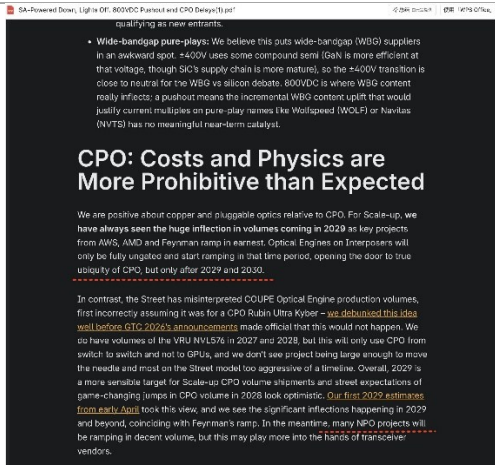 SA-Powered Down, Lights Off. 800VDC Pushout and CPO Delays(1).pdf
使用「WPS Office」
qualifying as new entrants.
• Wide-bandgap pure-plays: We believe this puts wide-bandgap (WBG) suppliers
in an awkward spot. ±400V uses some compound semi (GaN is more efficient at
that voltage, though SiC's supply chain is more mature), so the ±400V transition is
close to neutral for the WBG vs silicon debate. 800VDC is where WBG content
really inflects; a pushout means the incremental WBG content uplift that would
justify current multiples on pure-play names like Wolfspeed (WOLF) or Navitas
(NVTS) has no meaningful near-term catalyst.
CPO: Costs and Physics are
More Prohibitive than Expected
We are positive about copper and pluggable optics relative to CPO. For Scale-up, we
have always seen the huge inflection in volumes coming in 2029 as key projects
from AWS, AMD and Feynman ramp in earnest. Optical Engines on Interposers will
only be fully ungated and start ramping in that time period, opening the door to true
ubiquity of CPO, but only after 2029 and 2030.
In contrast, the Street has misinterpreted COUPE Optical Engine production volumes,
first incorrectly assuming it was for a CPO Rubin Ultra Kyber – we debunked this idea
well before GTC 2026's announcements made official that this would not happen. We
do have volumes of the VRU NVL576 in 2027 and 2028, but this will only use CPO from
switch to switch and not to GPUs, and we don't see project being large enough to move
the needle and most on the Street model too aggressive of a timeline. Overall, 2029 is
a more sensible target for Scale-up CPO volume shipments and street expectations of
game-changing jumps in CPO volume in 2028 look optimistic. Our first 2029 estimates
from early April took this view, and we see the significant inflections happening in 2029
and beyond, coinciding with Feynman's ramp. In the meantime, many NPO projects will
be ramping in decent volume, but this may play more into the hands of transceiver
vendors.